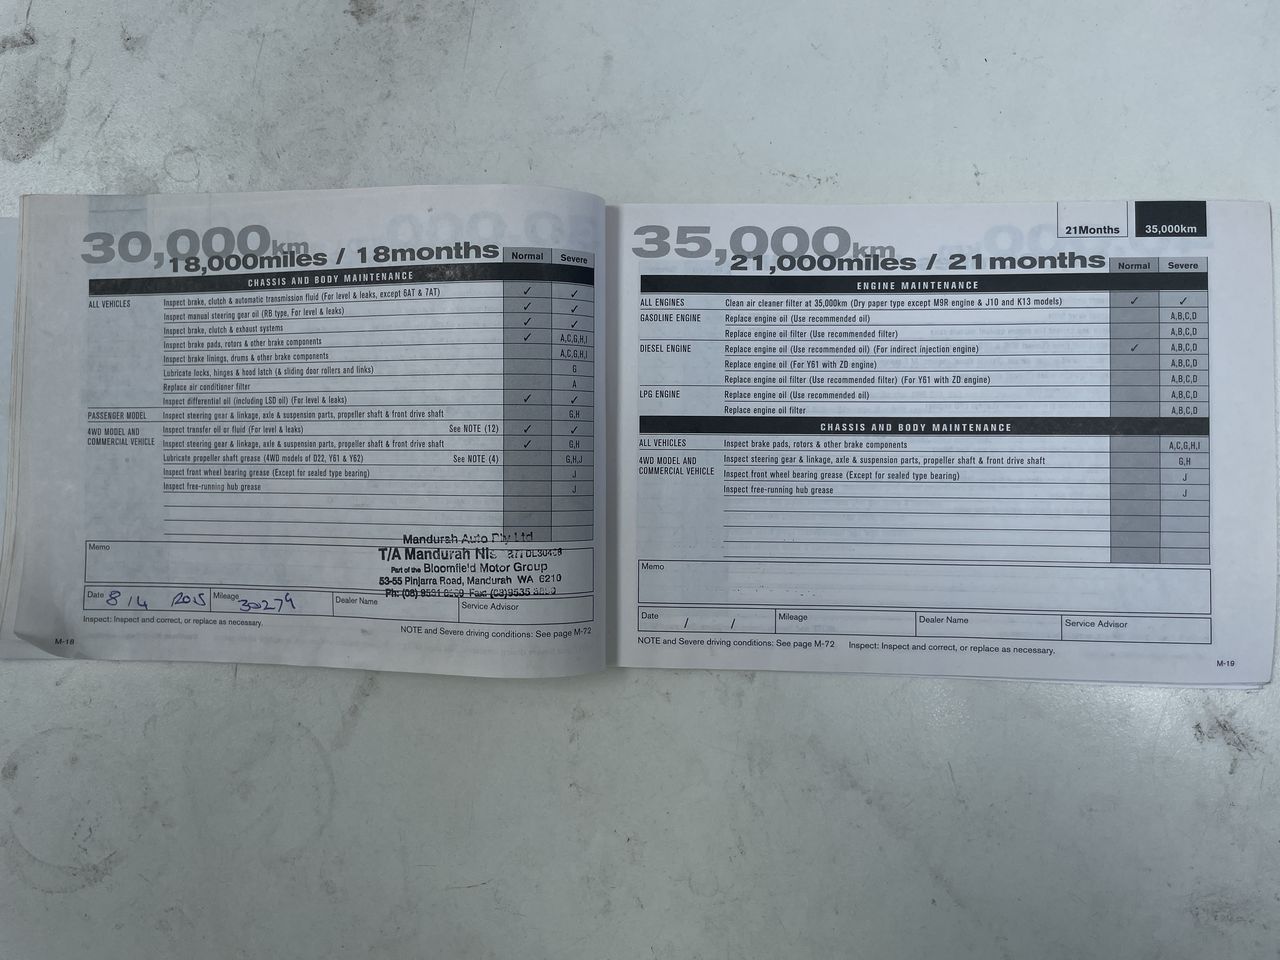 30,000km
18,000miles / 18months
Normal Severe
CHASSIS AND BODY MAINTENANCE
ALL VEHICLES Inspect brake, clutch & automatic transmission fluid (For level & leaks, except 6AT & 7AT) ✓ ✓
Inspect manual steering gear oil (RB type, For level & leaks) ✓ ✓
Inspect brake, clutch & exhaust systems ✓ ✓
Inspect brake pads, rotors & other brake components ✓ A,C,G,H,I
Inspect brake linings, drums & other brake components A,C,G,H,I
Lubricate locks, hinges & hood latch (& sliding door rollers and links) G
Replace air conditioner filter A
Inspect differential oil (including LSD oil) (For level & leaks) ✓ ✓
PASSENGER MODEL Inspect steering gear & linkage, axle & suspension parts, propeller shaft & front drive shaft G,H
4WD MODEL AND COMMERCIAL VEHICLE Inspect transfer oil or fluid (For level & leaks) See NOTE (12) ✓ ✓
Inspect steering gear & linkage, axle & suspension parts, propeller shaft & front drive shaft ✓ G,H
Lubricate propeller shaft grease (4WD models of D22, Y61 & Y62) See NOTE (4) G,H,J
Inspect front wheel bearing grease (Except for sealed type bearing) J
Inspect free-running hub grease J
Memo
Mandurah Auto Pty Ltd
T/A Mandurah
Part of the Bloomfield Motor Group
53-55 Pinjarra Road, Mandurah WA 6210
Ph: (08) Fax: (08)9535
Date 8/4 2015 Mileage 30279 Dealer Name Service Advisor
Inspect: Inspect and correct, or replace as necessary.
NOTE and Severe driving conditions: See page M-72
M-18
21Months 35,000km
35,000km
21,000miles / 21months
Normal Severe
ENGINE MAINTENANCE
ALL ENGINES Clean air cleaner filter at 35,000km (Dry paper type except M9R engine & J10 and K13 models) ✓ ✓
GASOLINE ENGINE Replace engine oil (Use recommended oil) A,B,C,D
Replace engine oil filter (Use recommended filter) A,B,C,D
DIESEL ENGINE Replace engine oil (Use recommended oil) (For indirect injection engine) ✓ A,B,C,D
Replace engine oil (For Y61 with ZD engine) A,B,C,D
Replace engine oil filter (Use recommended filter) (For Y61 with ZD engine) A,B,C,D
LPG ENGINE Replace engine oil (Use recommended oil) A,B,C,D
Replace engine oil filter A,B,C,D
CHASSIS AND BODY MAINTENANCE
ALL VEHICLES Inspect brake pads, rotors & other brake components A,C,G,H,I
4WD MODEL AND COMMERCIAL VEHICLE Inspect steering gear & linkage, axle & suspension parts, propeller shaft & front drive shaft G,H
Inspect front wheel bearing grease (Except for sealed type bearing) J
Inspect free-running hub grease J
Memo
Date / / Mileage Dealer Name Service Advisor
NOTE and Severe driving conditions: See page M-72 Inspect: Inspect and correct, or replace as necessary.
M-19